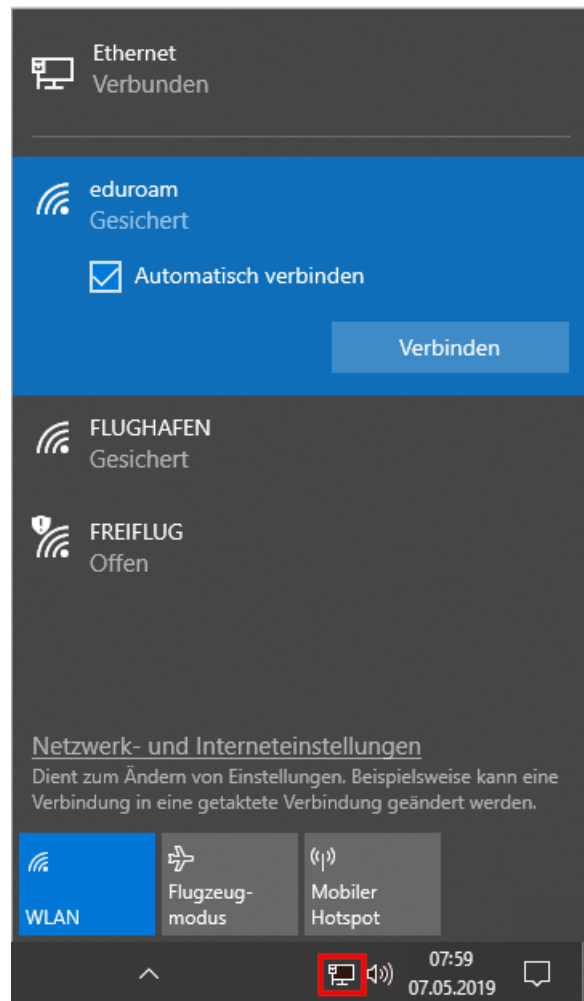 Ethernet
Verbunden
eduroam
Gesichert
Automatisch verbinden
Verbinden
FLUGHAFEN
Gesichert
FREIFLUG
Offen
Netzwerk- und Interneteinstellungen
Dient zum Ändern von Einstellungen. Beispielsweise kann eine
Verbindung in eine getaktete Verbindung geändert werden.
WLAN
Flugzeug-
modus
Mobiler
Hotspot
07:59
07.05.2019